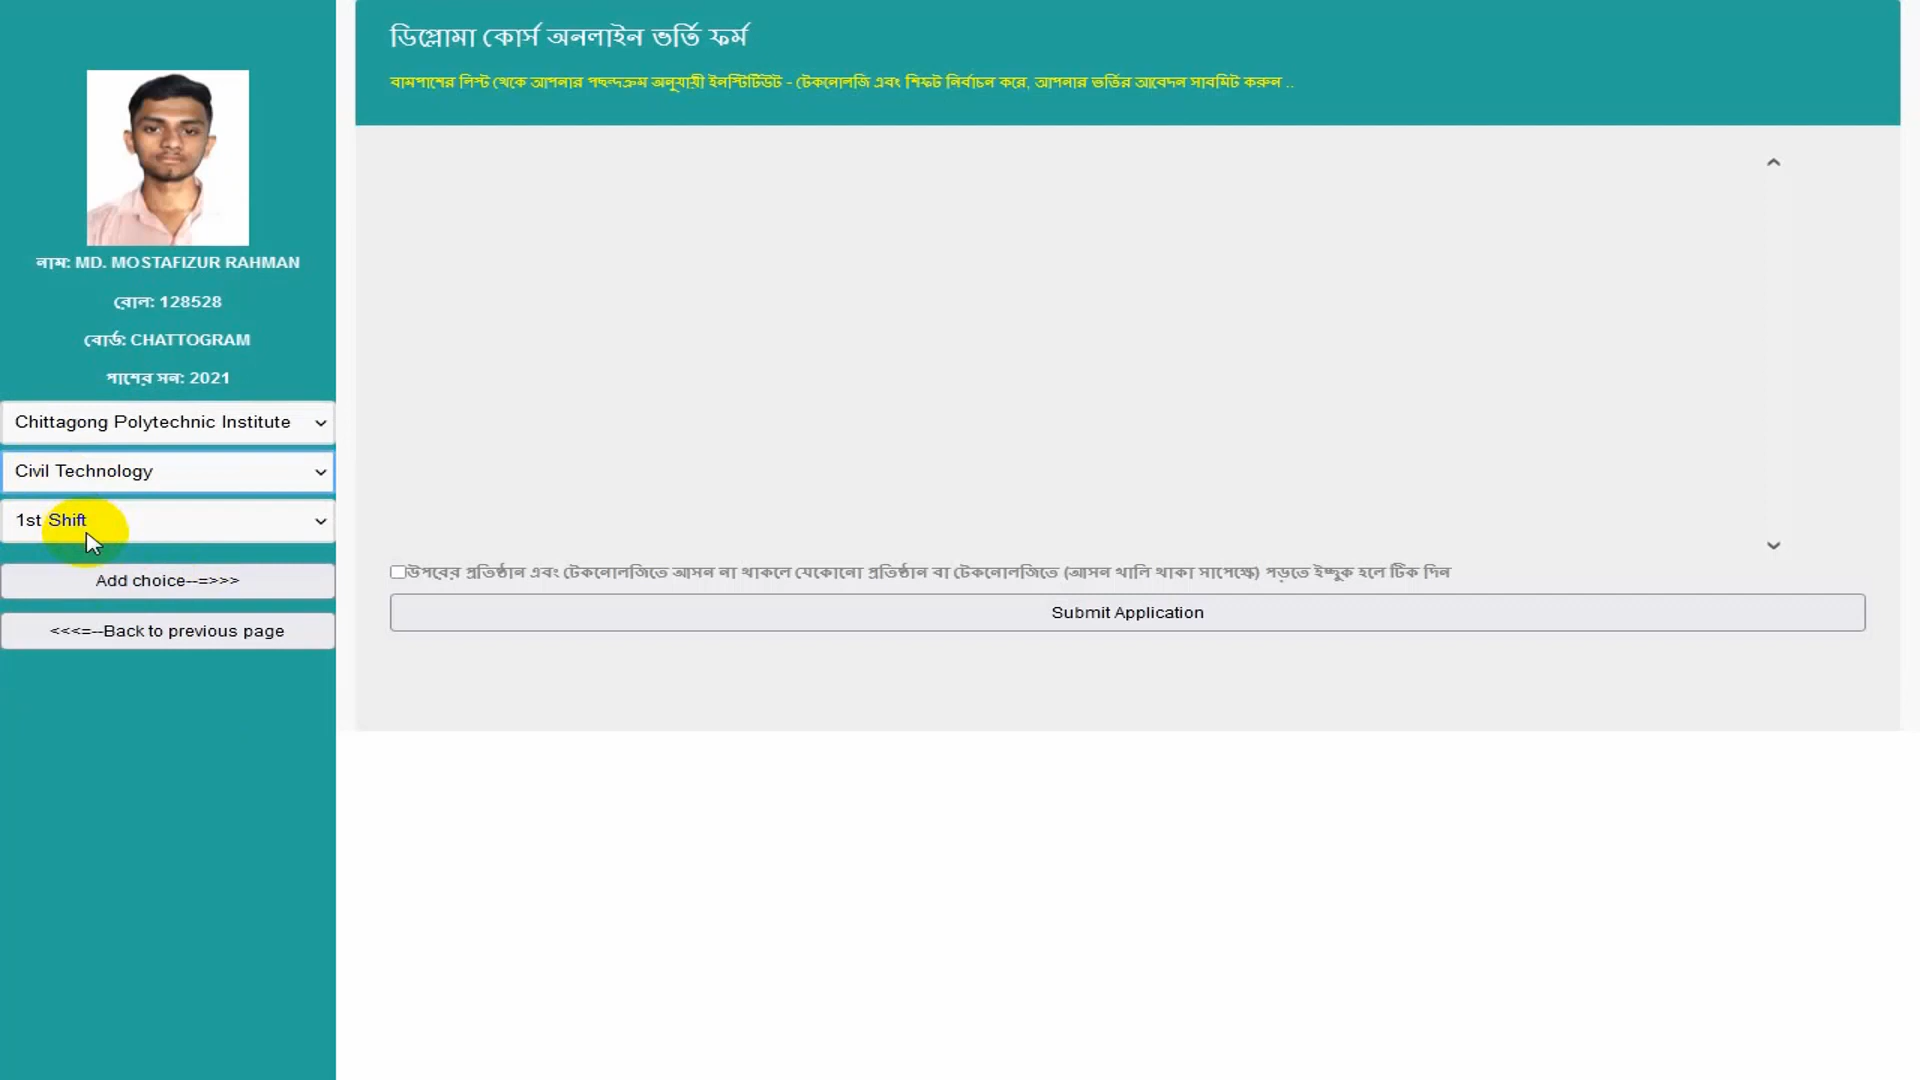 ডিপ্লোমা কোর্স অনলাইন ভর্তি ফর্ম
বামপাশের লিস্ট থেকে আপনার পছন্দক্রম অনুযায়ী ইনস্টিটিউট - টেকনোলজি এবং শিফট নির্বাচন করে, আপনার ভর্তির আবেদন সাবমিট করুন ..
নাম: MD. MOSTAFIZUR RAHMAN
রোল: 128528
বোর্ড: CHATTOGRAM
পাশের সন: 2021
Chittagong Polytechnic Institute
Civil Technology
1st Shift
Add choice--=>>>
<<<=--Back to previous page
উপরের প্রতিষ্ঠান এবং টেকনোলজিতে আসন না থাকলে যেকোনো প্রতিষ্ঠান বা টেকনোলজিতে (আসন খালি থাকা সাপেক্ষে) পড়তে ইচ্ছুক হলে টিক দিন
Submit Application